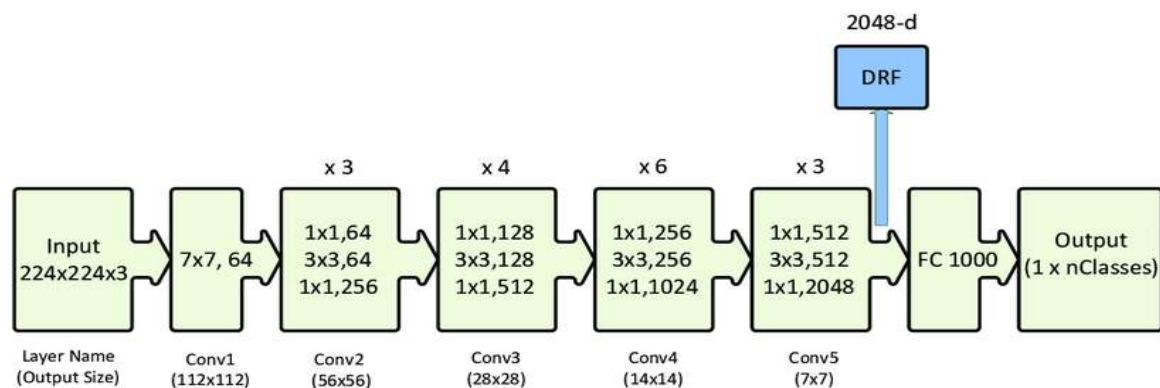 2048-d
DRF
x 3
x 4
x 6
x 3
Input
224x224x3
7x7, 64
1x1,64
3x3,64
1x1,256
1x1,128
3x3,128
1x1,512
1x1,256
3x3,256
1x1,1024
1x1,512
3x3,512
1x1,2048
FC 1000
Output
(1 x nClasses)
Layer Name
(Output Size)
Conv1
(112x112)
Conv2
(56x56)
Conv3
(28x28)
Conv4
(14x14)
Conv5
(7x7)